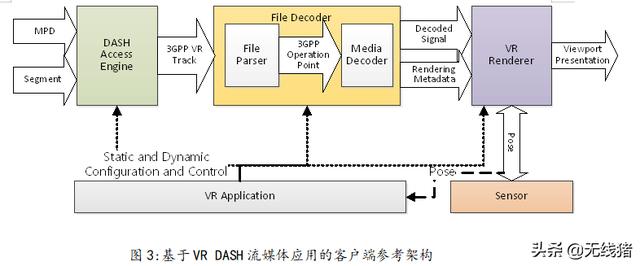 MPD
Segment
DASH
Access
Engine
3GPP VR
Track
File Decoder
File
Parser
3GPP
Operation
Point
Media
Decoder
Decoded
Signal
Rendering
Metadata
VR
Renderer
Viewport
Presentation
Static and Dynamic
Configuration and Control
VR Application
Pose
Pose
Sensor
图 3:基于 VR DASH 流媒体应用的客户端参考架构
头条 @无线猪